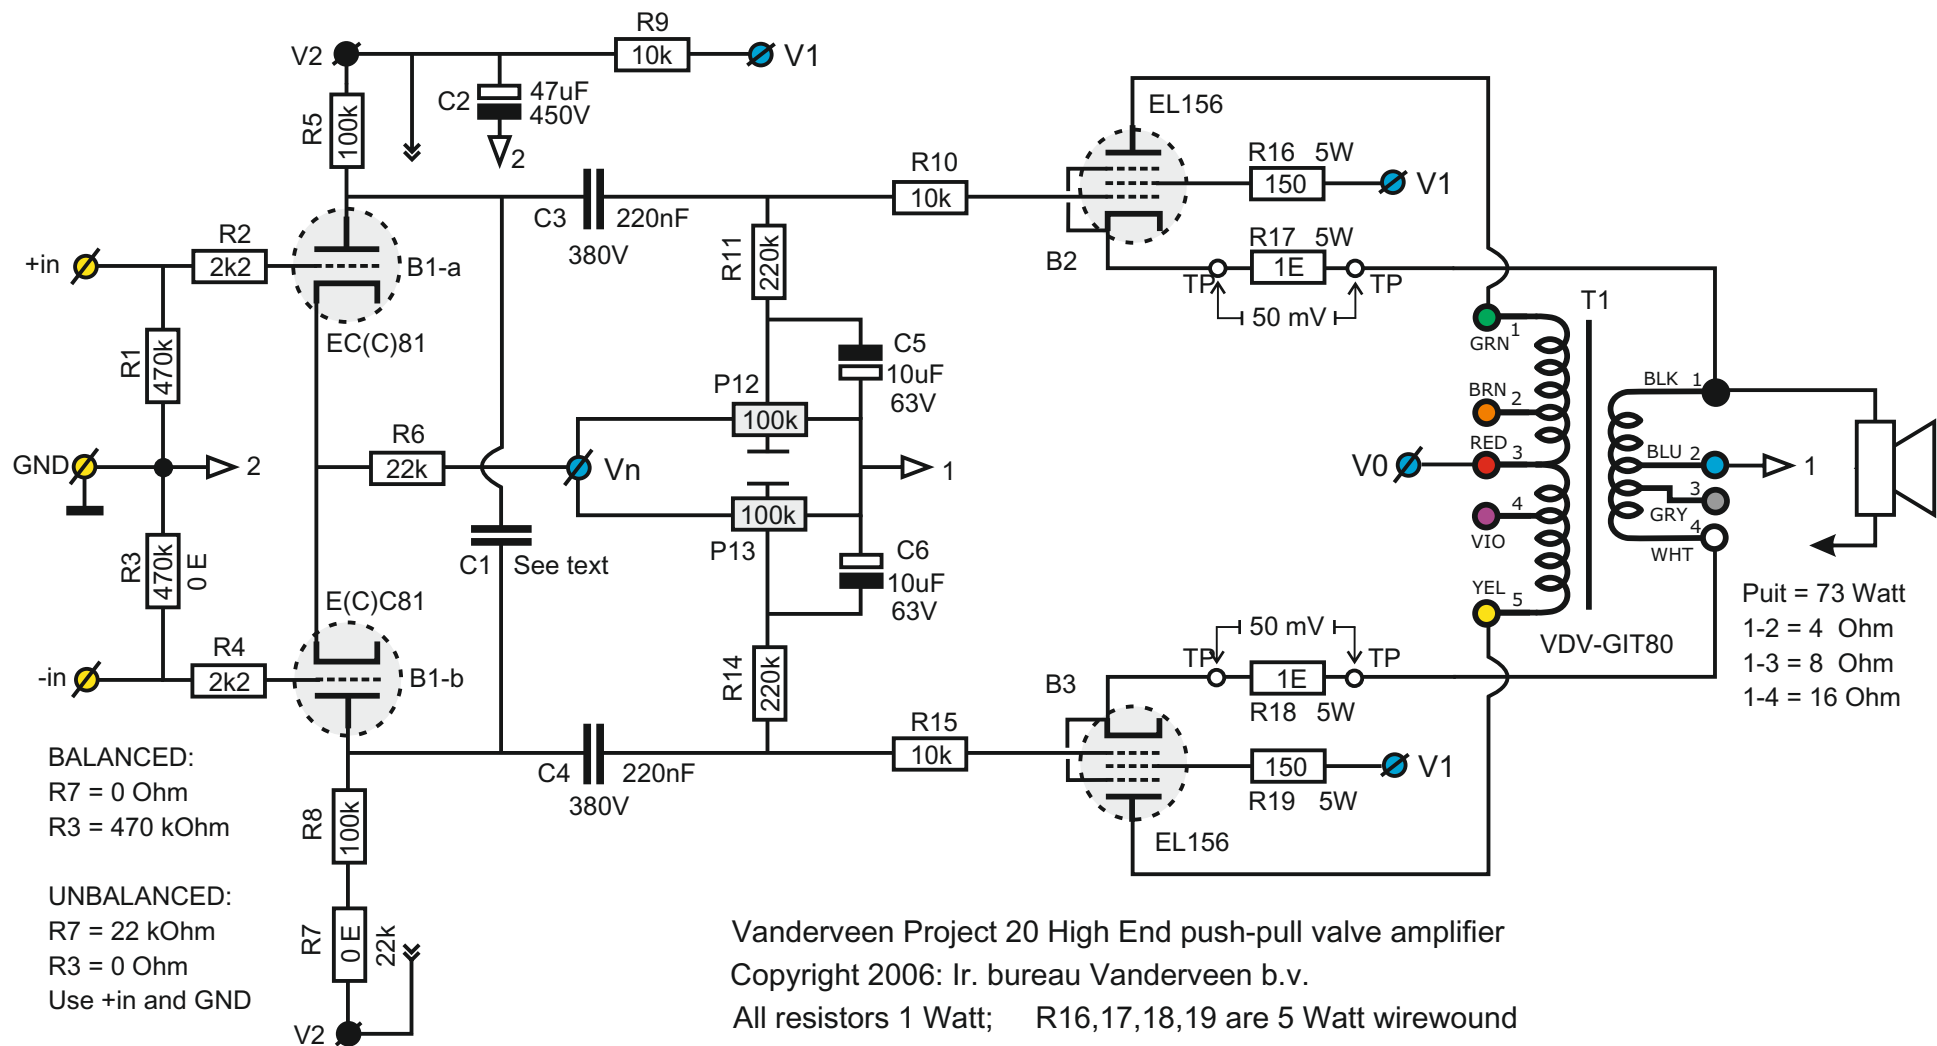 R9
V2
10k
V1
C2
47uF
450V
R5
100k
2
EL156
R10
10k
R16 5W
150
V1
C3
220nF
380V
R2
+in
2k2
B1-a
R11
220k
B2
R17 5W
1E
TP
TP
50 mV
EC(C)81
R1
470k
T1
1
GRN
C5
10uF
63V
P12
100k
BRN
2
BLK
1
R6
22k
Vn
GND
2
1
V0
RED
3
BLU
2
1
100k
P13
4
VIO
3
GRY
4
WHT
R3
470k
0 E
C1
See text
C6
10uF
63V
E(C)C81
YEL
5
VDV-GIT80
Puit = 73 Watt
1-2 = 4 Ohm
1-3 = 8 Ohm
1-4 = 16 Ohm
50 mV
TP
TP
1E
R18 5W
R4
-in
2k2
B1-b
R14
220k
B3
R15
10k
C4
220nF
380V
150
V1
R19 5W
EL156
BALANCED:
R7 = 0 Ohm
R3 = 470 kOhm
R8
100k
UNBALANCED:
R7 = 22 kOhm
R3 = 0 Ohm
Use +in and GND
R7
0 E
22k
V2
Vanderveen Project 20 High End push-pull valve amplifier
Copyright 2006: Ir. bureau Vanderveen b.v.
All resistors 1 Watt; R16,17,18,19 are 5 Watt wirewound